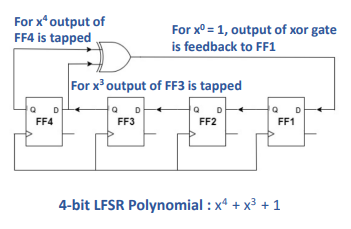 For x⁴ output of
FF4 is tapped
For x⁰ = 1, output of xor gate
is feedback to FF1
For x³ output of FF3 is tapped
Q D Q D Q D Q D
FF4 FF3 FF2 FF1
4-bit LFSR Polynomial : x⁴ + x³ + 1